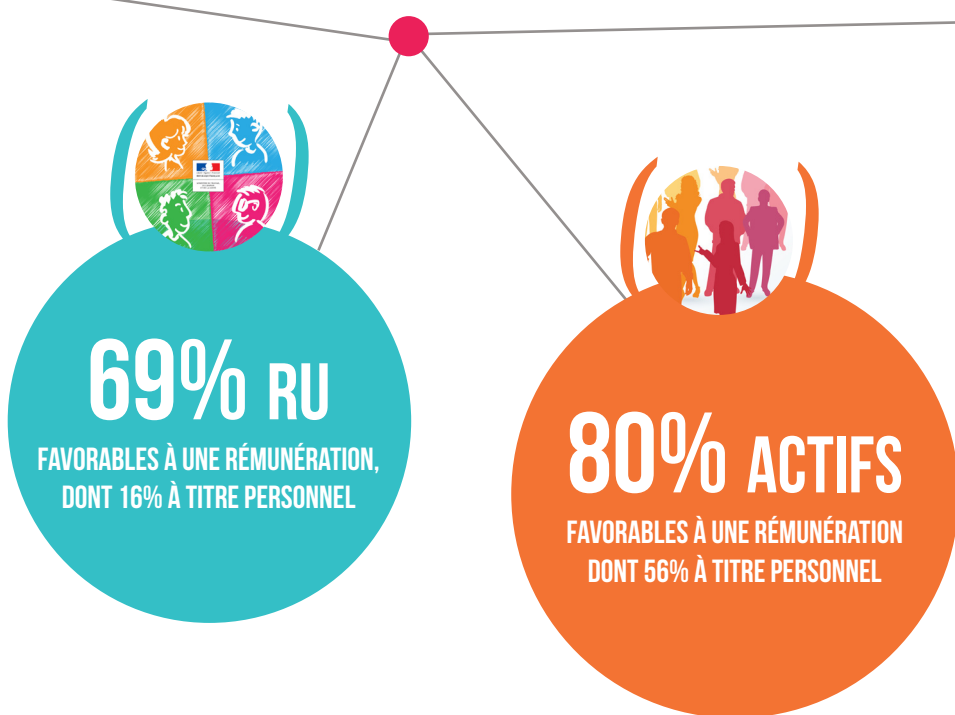 69% RU
FAVORABLES À UNE RÉMUNÉRATION,
DONT 16% À TITRE PERSONNEL
80% ACTIFS
FAVORABLES À UNE RÉMUNÉRATION
DONT 56% À TITRE PERSONNEL